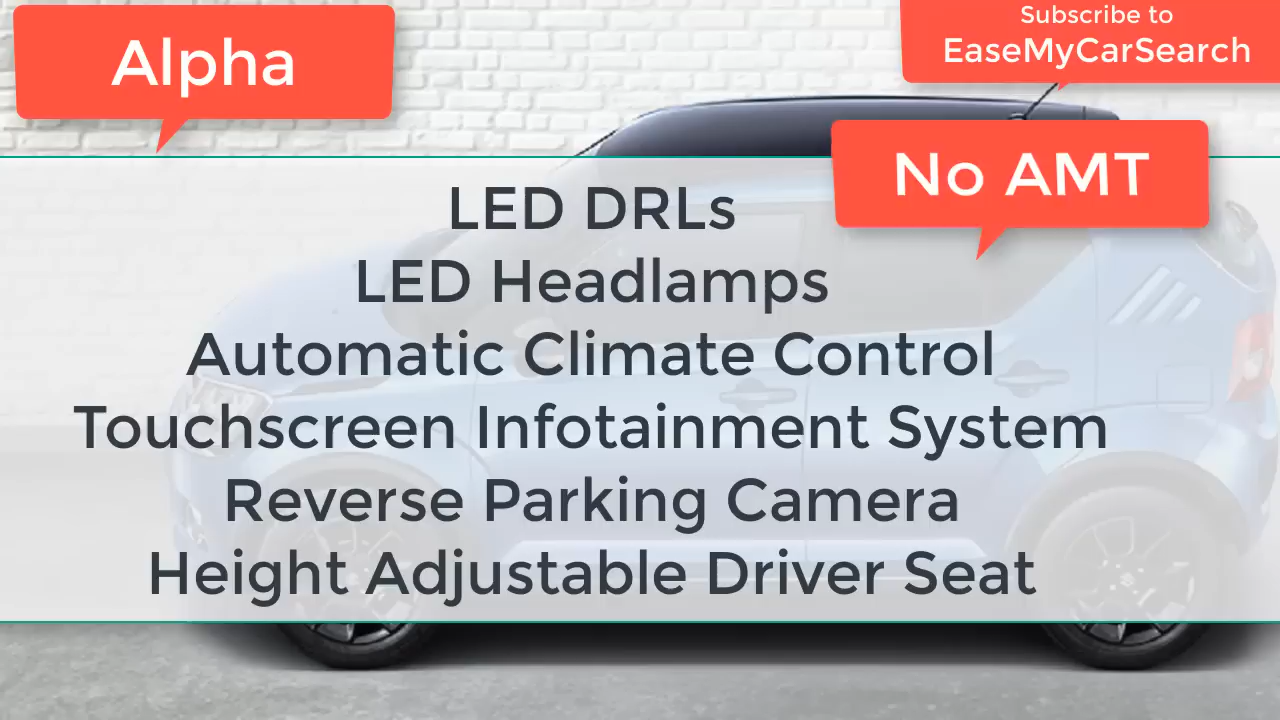 Alpha
Subscribe to
EaseMyCarSearch
No AMT
LED DRLs
LED Headlamps
Automatic Climate Control
Touchscreen Infotainment System
Reverse Parking Camera
Height Adjustable Driver Seat